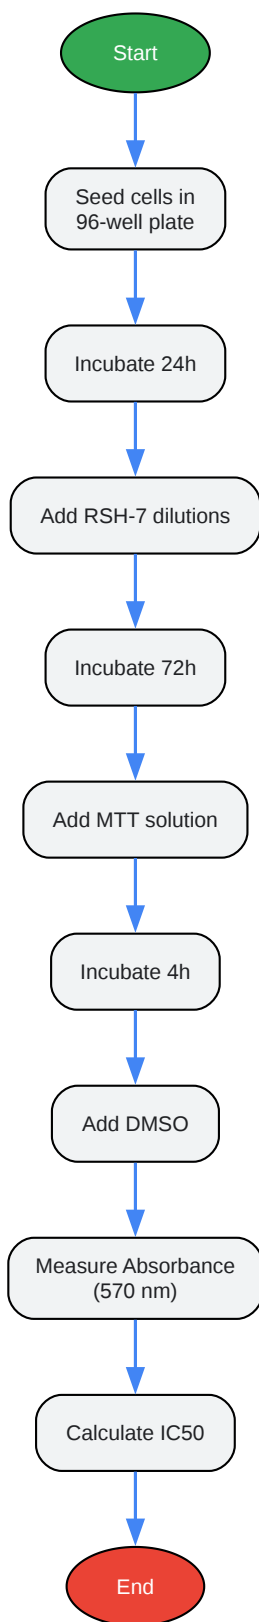 Start
Seed cells in
96-well plate
Incubate 24h
Add RSH-7 dilutions
Incubate 72h
Add MTT solution
Incubate 4h
Add DMSO
Measure Absorbance
(570 nm)
Calculate IC50
End